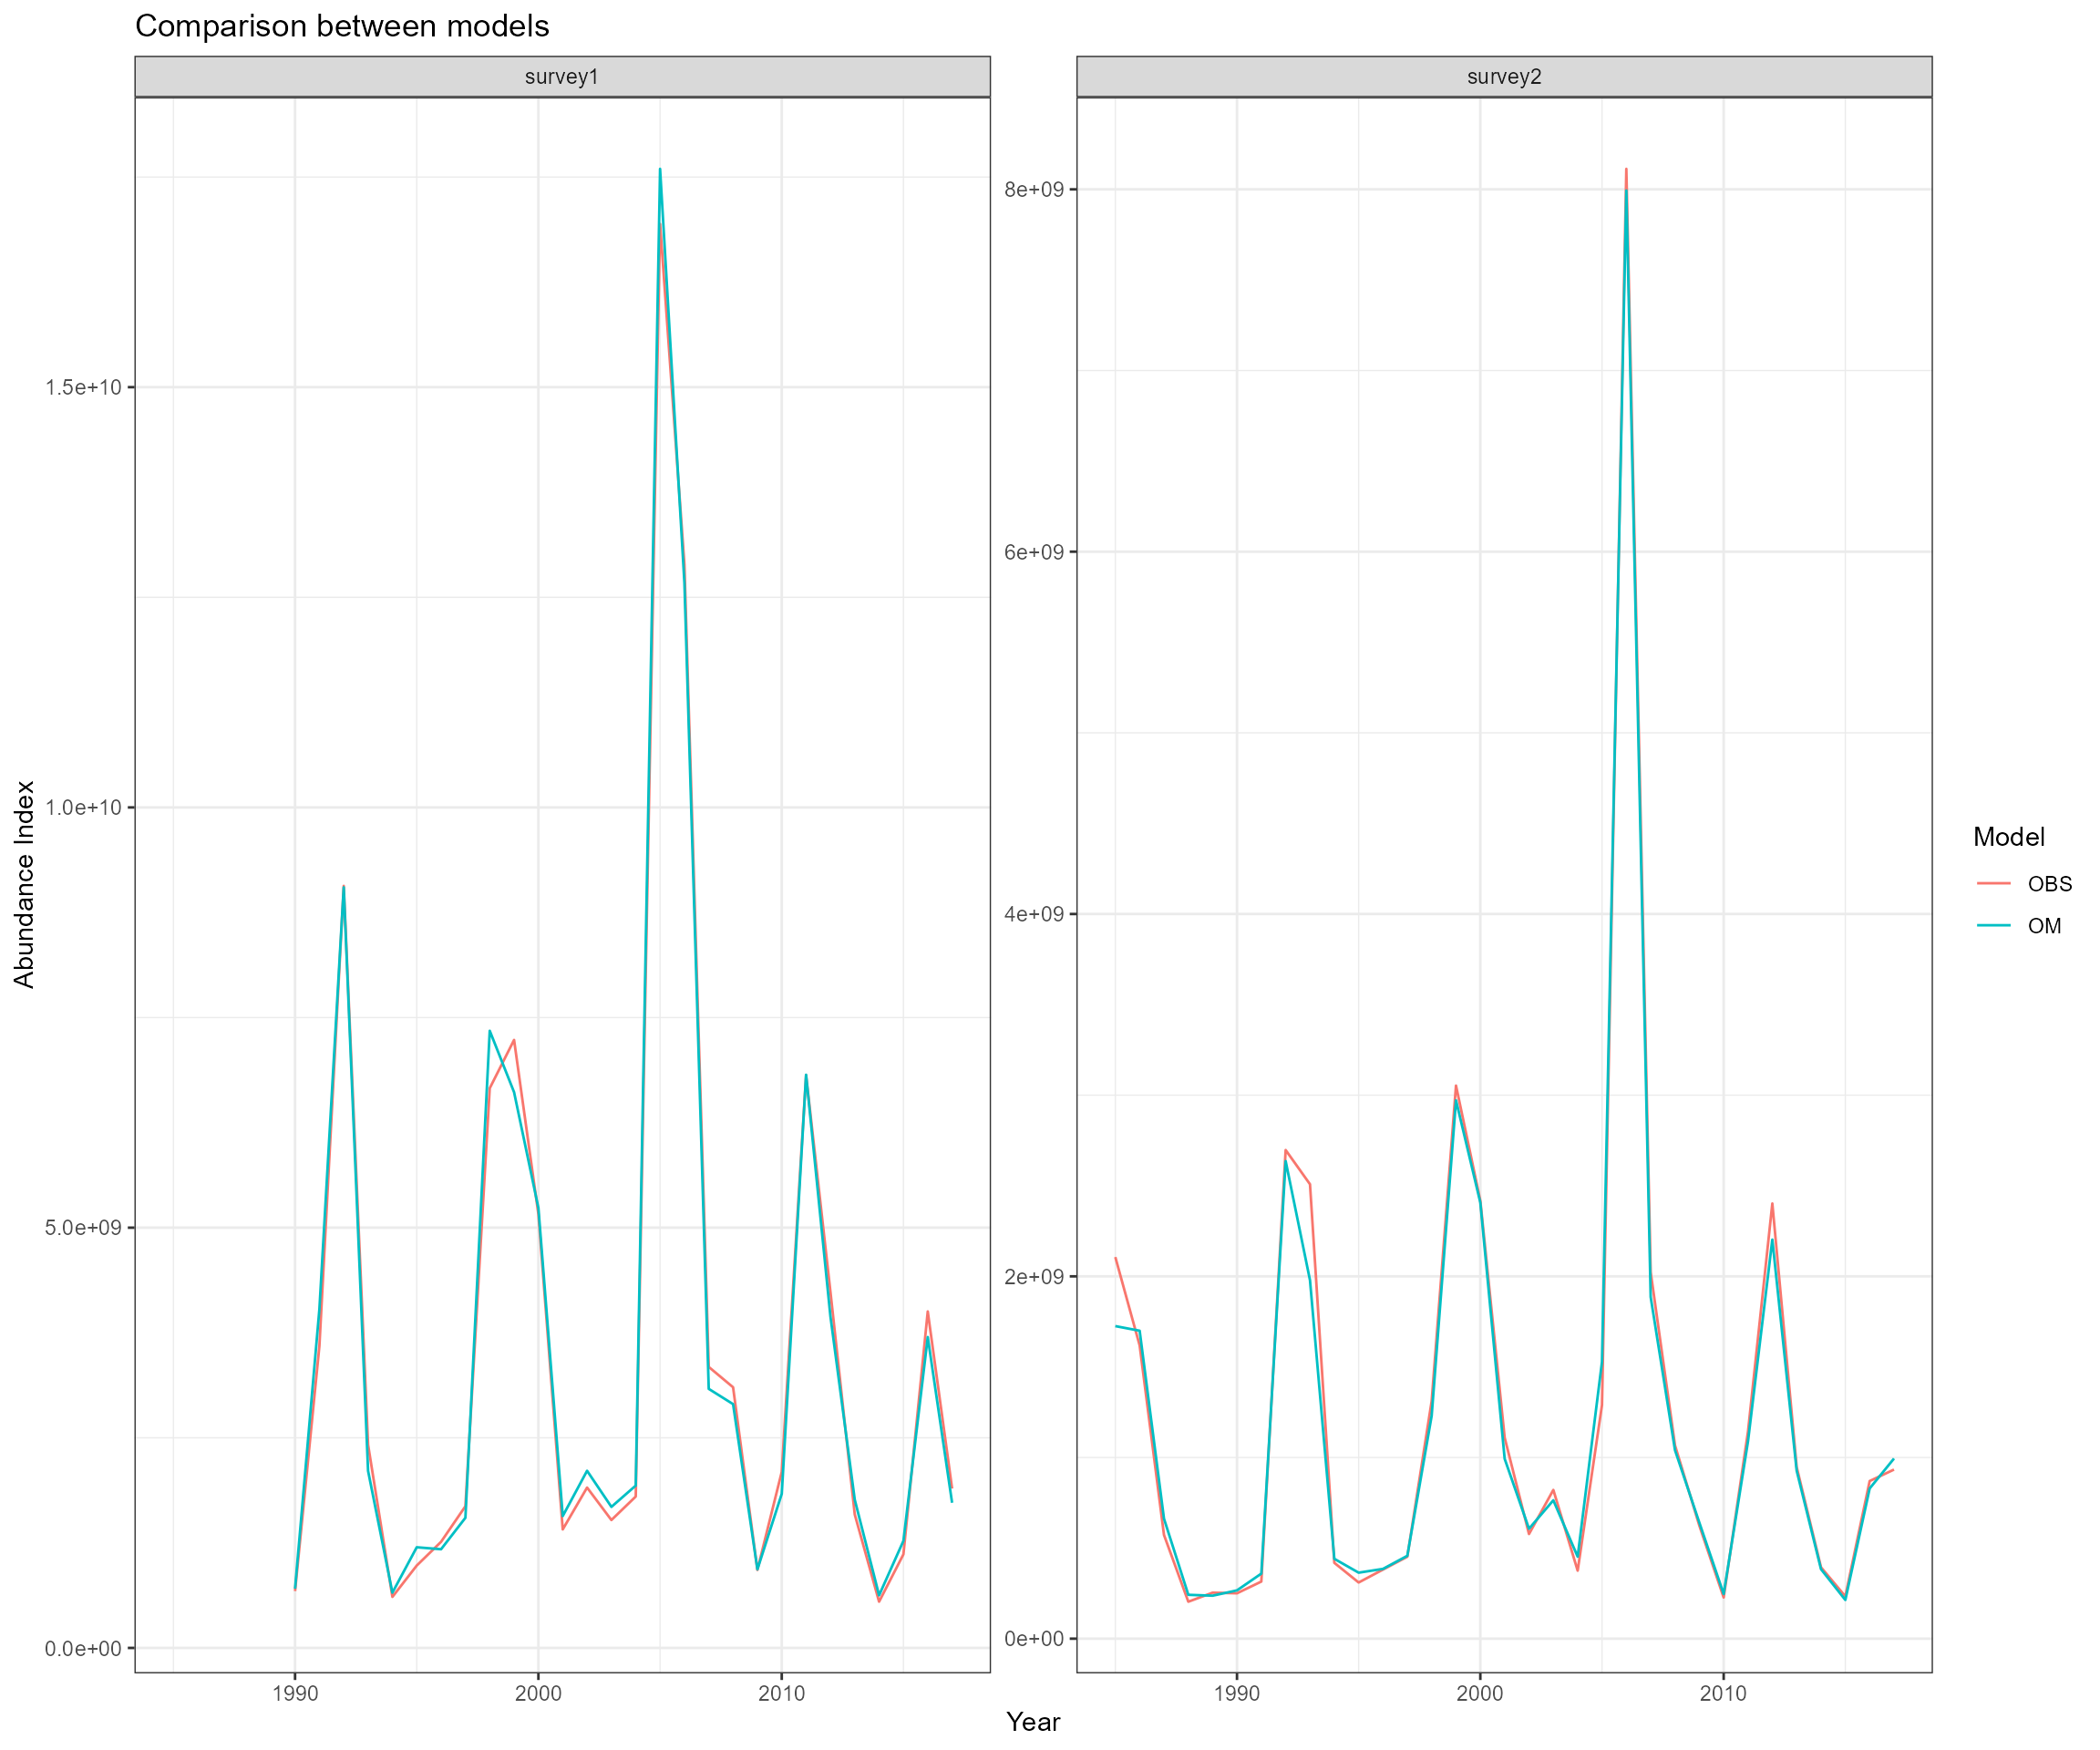 Comparison between models
survey1
survey2
Abundance Index
1.5e+10
1.0e+10
5.0e+09
0.0e+00
8e+09
6e+09
4e+09
2e+09
0e+00
1990
2000
2010
1990
2000
2010
Year
Model
OBS
OM